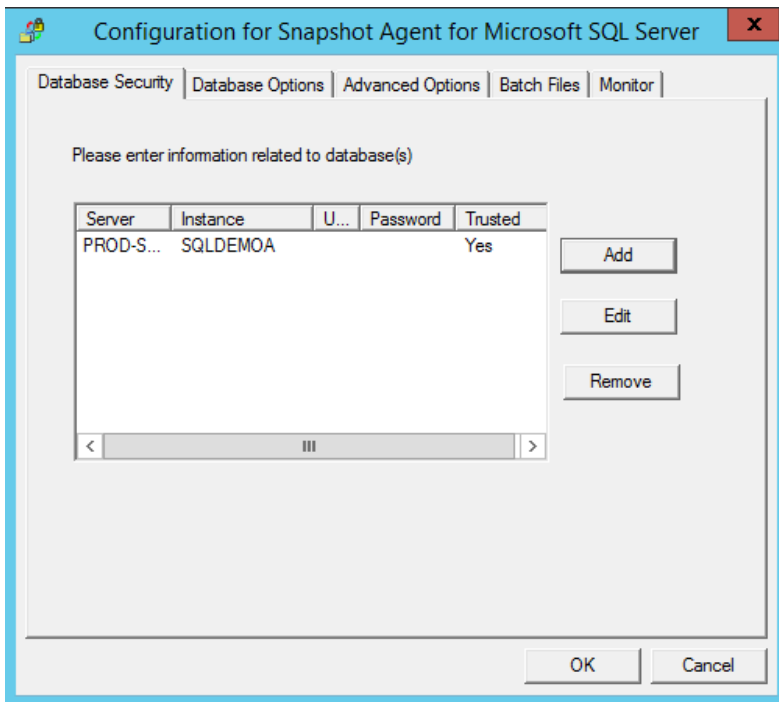 Configuration for Snapshot Agent for Microsoft SQL Server
Database Security Database Options Advanced Options Batch Files Monitor
Please enter information related to database(s)
Server Instance U... Password Trusted
PROD-S... SQLDEMOA Yes
Add
Edit
Remove
OK Cancel